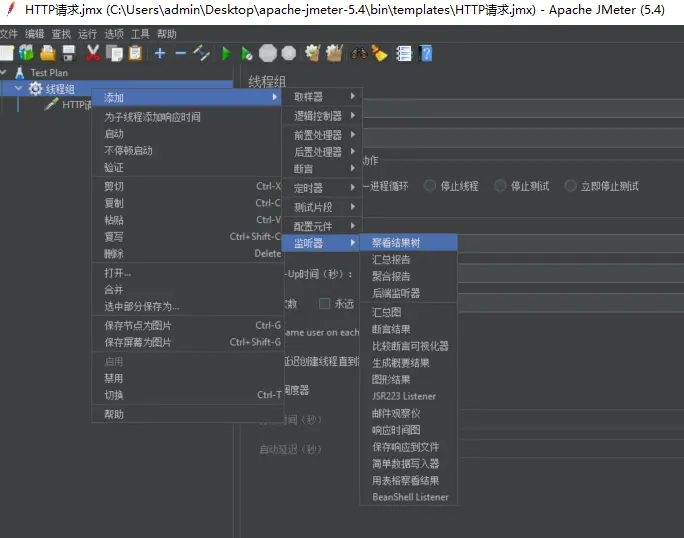 HTTP请求.jmx (C:\Users\admin\Desktop\apache-jmeter-5.4\bin\templates\HTTP请求.jmx) - Apache JMeter (5.4)
文件 编辑 查找 运行 选项 工具 帮助
Test Plan
线程组
HTTP请
添加
为子线程添加响应时间
启动
不停顿启动
验证
剪切 Ctrl-X
复制 Ctrl-C
粘贴 Ctrl-V
复写 Ctrl+Shift-C
删除 Delete
打开...
合并
选中部分保存为...
保存节点为图片 Ctrl-G
保存屏幕为图片 Ctrl+Shift-G
启用
禁用
切换 Ctrl-T
帮助
取样器
逻辑控制器
前置处理器
后置处理器
断言
定时器
测试片段
配置元件
监听器
察看结果树
汇总报告
聚合报告
后端监听器
汇总图
断言结果
比较断言可视化器
生成概要结果
图形结果
JSR223 Listener
邮件观察仪
响应时间图
保存响应到文件
简单数据写入器
用表格察看结果
BeanShell Listener
线程组
动作
一进程循环 停止线程 停止测试 立即停止测试
-Up时间（秒）：
数 永远
ame user on each
延迟创建线程直到
度器
时间（秒）
启动延迟（秒）